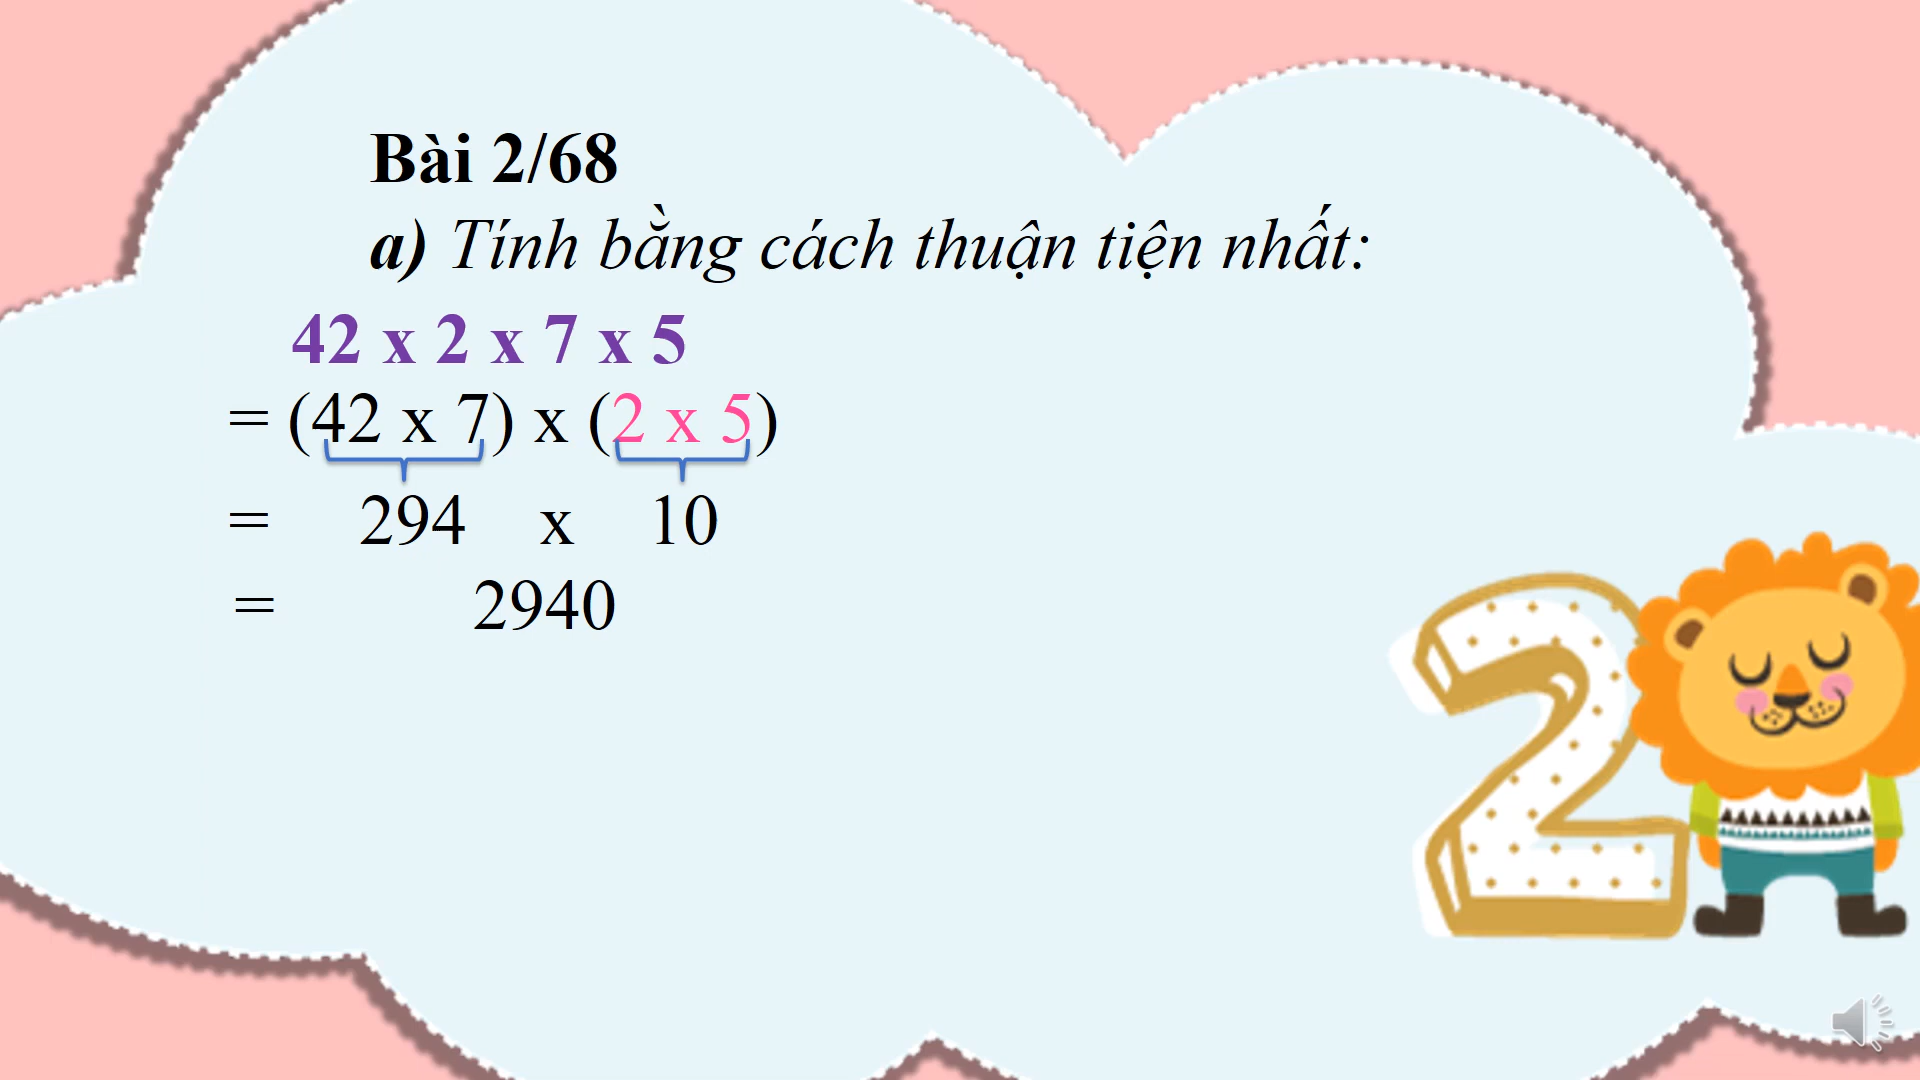 Bài 2/68
a) Tính bằng cách thuận tiện nhất:
42 x 2 x 7 x 5
= (42 x 7) x (2 x 5)
= 294 x 10
= 2940
2